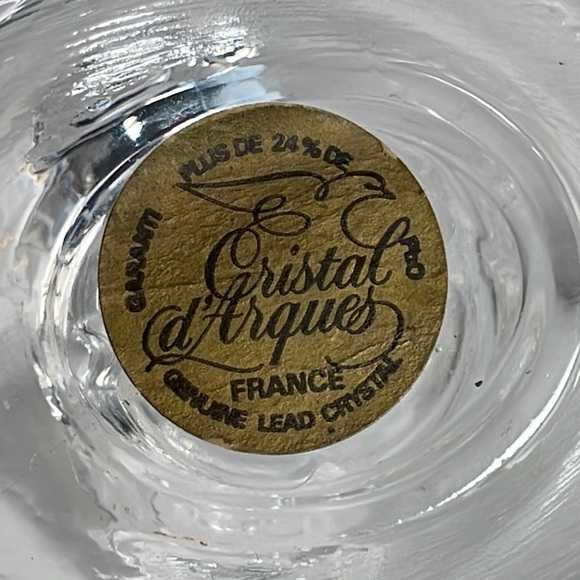 GARANTI PLUS DE 24% DE PbO
Cristal
d'Arques
FRANCE
GENUINE LEAD CRYSTAL